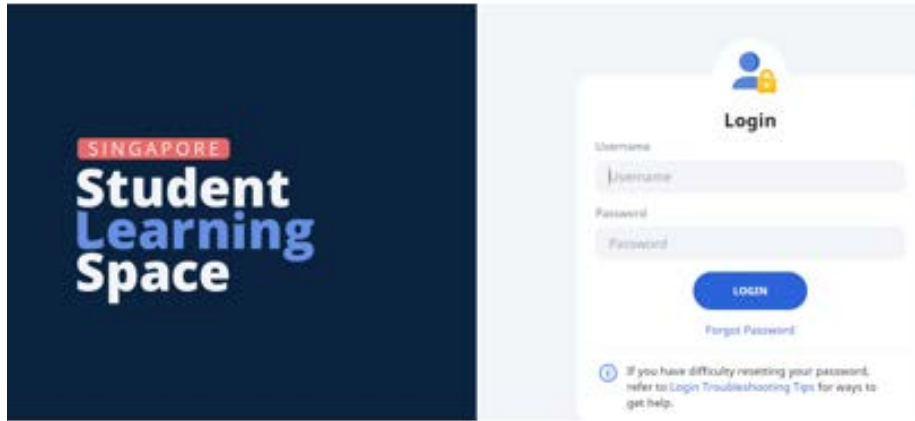 SINGAPORE
Student
Learning
Space
Login
Username
Username
Password
Password
LOGIN
Forgot Password
If you have difficulty resetting your password,
refer to Login Troubleshooting Tips for ways to
get help.